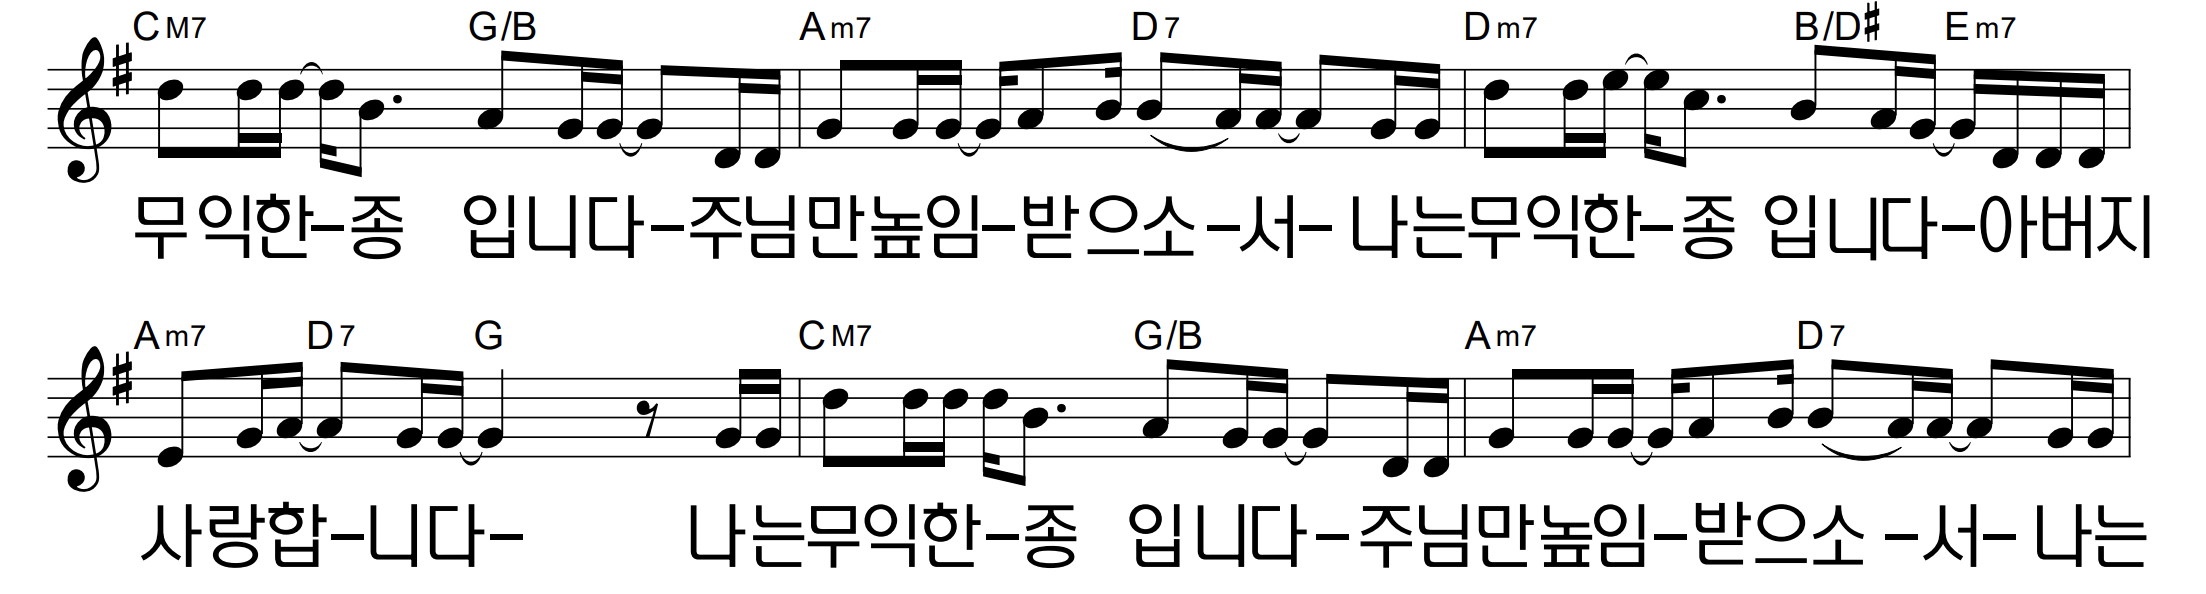 CM7 G/B Am7 D7 Dm7 B/D♯ Em7
무익한-종 입니다-주님만높임-받으소-서- 나는무익한-종 입니다-아버지
Am7 D7 G CM7 G/B Am7 D7
사랑합-니다- 나는무익한-종 입니다-주님만높임-받으소-서- 나는